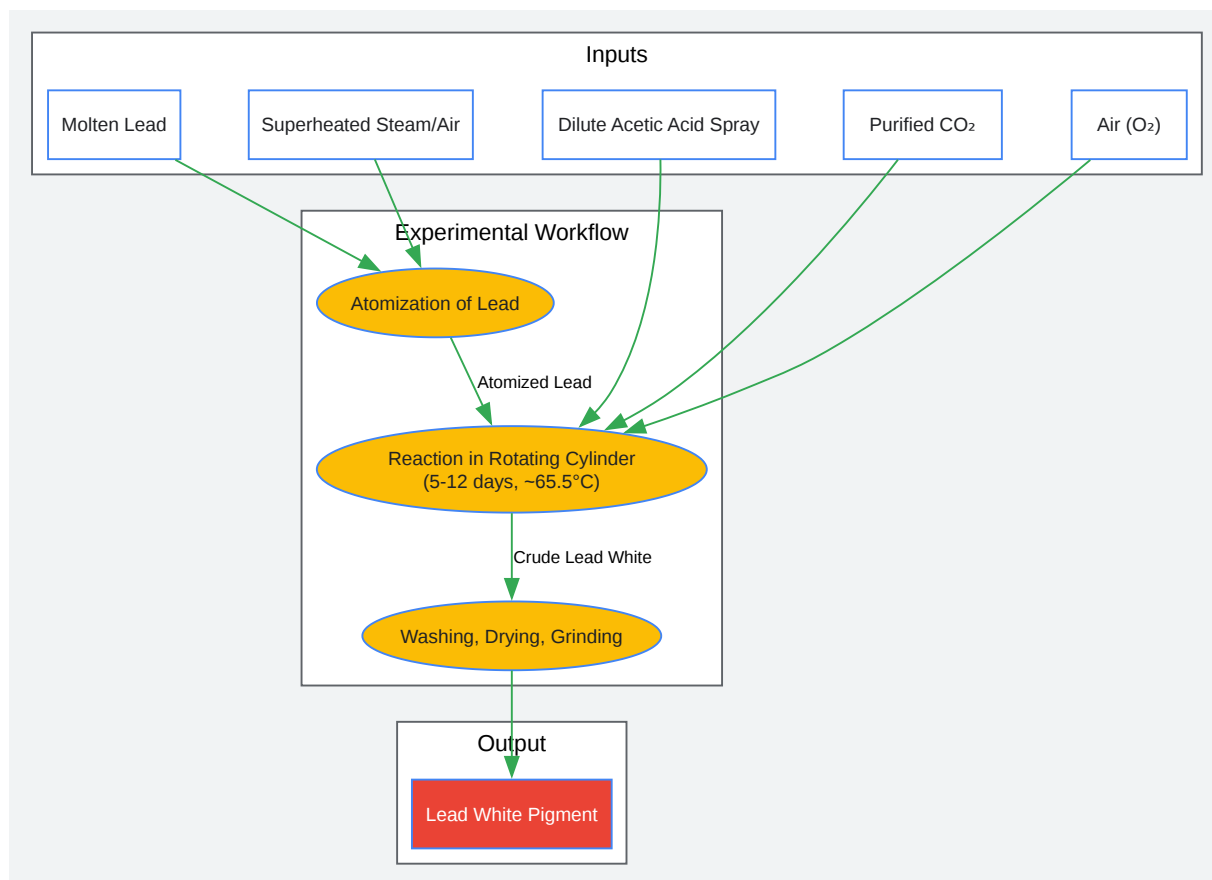 Inputs
Molten Lead
Superheated Steam/Air
Dilute Acetic Acid Spray
Purified CO₂
Air (O₂)
Experimental Workflow
Atomization of Lead
Atomized Lead
Reaction in Rotating Cylinder
(5-12 days, ~65.5°C)
Crude Lead White
Washing, Drying, Grinding
Output
Lead White Pigment